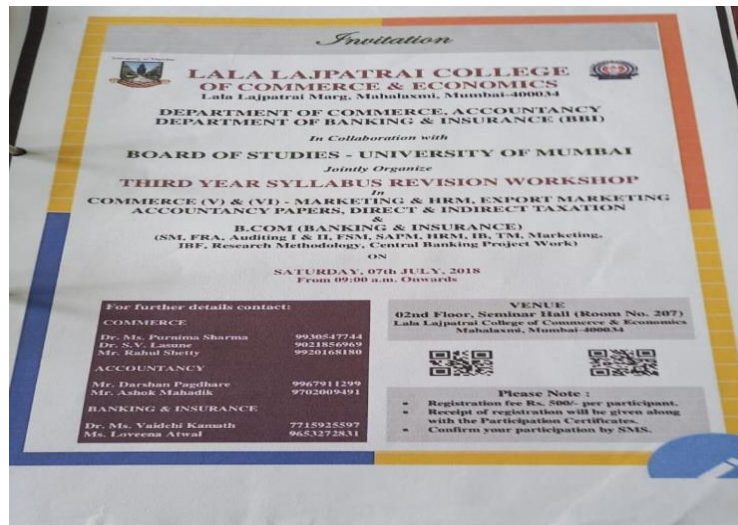 Invitation
LALA LAJPATRAI COLLEGE
OF COMMERCE & ECONOMICS
Lala Lajpatrai Marg, Mahalaxmi, Mumbai-400034
DEPARTMENT OF COMMERCE, ACCOUNTANCY
DEPARTMENT OF BANKING & INSURANCE (BBI)
In Collaboration with
BOARD OF STUDIES - UNIVERSITY OF MUMBAI
Jointly Organize
THIRD YEAR SYLLABUS REVISION WORKSHOP
In
COMMERCE (V) & (VI) - MARKETING & HRM, EXPORT MARKETING
ACCOUNTANCY PAPERS, DIRECT & INDIRECT TAXATION
&
B.COM (BANKING & INSURANCE)
(SM, FRA, Auditing I & II, FSM, SAPM, HRM, IB, TM, Marketing,
IBF, Research Methodology, Central Banking Project Work)
ON
SATURDAY, 07th JULY, 2018
From 09:00 a.m. Onwards
For further details contact:
COMMERCE
Dr. Ms. Purnima Sharma 9930547744
Dr. S.V. Lasune 9021856969
Mr. Rahul Shetty 9920168180
ACCOUNTANCY
Mr. Darshan Pagdhare 9967911299
Mr. Ashok Mahadik 9702009491
BANKING & INSURANCE
Dr. Ms. Vaidehi Kamath 7715925597
Ms. Loveena Atwal 9653272831
VENUE
02nd Floor, Seminar Hall (Room No. 207)
Lala Lajpatrai College of Commerce & Economics
Mahalaxmi, Mumbai-400034
Please Note :
• Registration fee Rs. 500/- per participant.
• Receipt of registration will be given along
with the Participation Certificates.
• Confirm your participation by SMS.